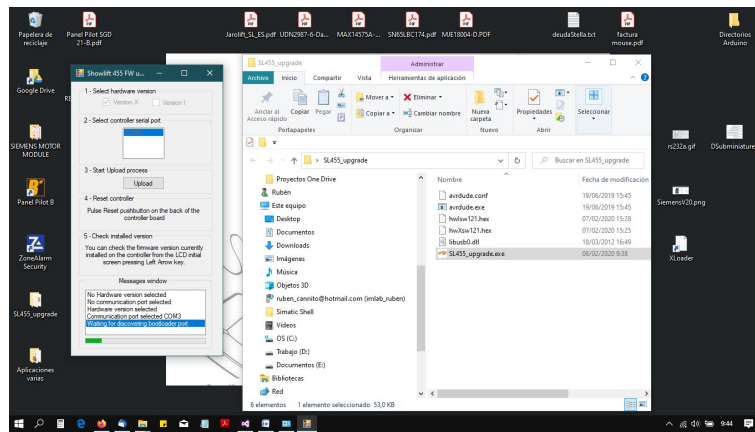 Papelera de
reciclaje
Panel Pilot SGD
21-B.pdf
Jarolift_SL_ES.pdf
UDN2987-6-Da...
MAX14575A-...
SN65LBC174.pdf
MJE18004-D.PDF
deudaStella.txt
factura
mouse.pdf
Directorios
Arduino
Google Drive
SIEMENS MOTOR
MODULE
Panel Pilot B
ZoneAlarm
Security
SL455_upgrade
Aplicaciones
varias
rs232a.gif
DSubminiature
SiemensV20.png
XLoader
Showlift 455 FW u...
1 - Select hardware version
Version X
Version I
2 - Select controller serial port
3 - Start Upload process
Upload
4 - Reset controller
Pulse Reset pushbutton on the back of the
controller board
5 - Check installed version
You can check the firmware version currently
installed on the controller from the LCD initial
screen pressing Left Arrow key.
Messages window
No Hardware version selected
No communication port selected
Hardware version selected
Communication port selected COM3
Waiting for discovering bootloader port
SL455_upgrade
Administrar
Archivo
Inicio
Compartir
Vista
Herramientas de aplicación
Anclar al
Acceso rápido
Copiar
Pegar
Mover a
Copiar a
Eliminar
Cambiar nombre
Nueva
carpeta
Propiedades
Seleccionar
Portapapeles
Organizar
Nuevo
Abrir
SL455_upgrade
Buscar en SL455_upgrade
Proyectos One Drive
Rubén
Este equipo
Desktop
Documentos
Downloads
Imágenes
Música
Objetos 3D
ruben_cannito@hotmail.com (imlab_ruben)
Simatic Shell
Videos
OS (C:)
Trabajo (D:)
Documentos (E:)
Bibliotecas
Red
Nombre
Fecha de modificación
avrdude.conf
19/06/2019 15:45
avrdude.exe
19/06/2019 15:45
hwIsw121.hex
07/02/2020 15:28
hwXsw121.hex
07/02/2020 15:25
libusb0.dll
18/03/2012 16:49
SL455_upgrade.exe
08/02/2020 9:38
6 elementos
1 elemento seleccionado 53,0 KB
9:44